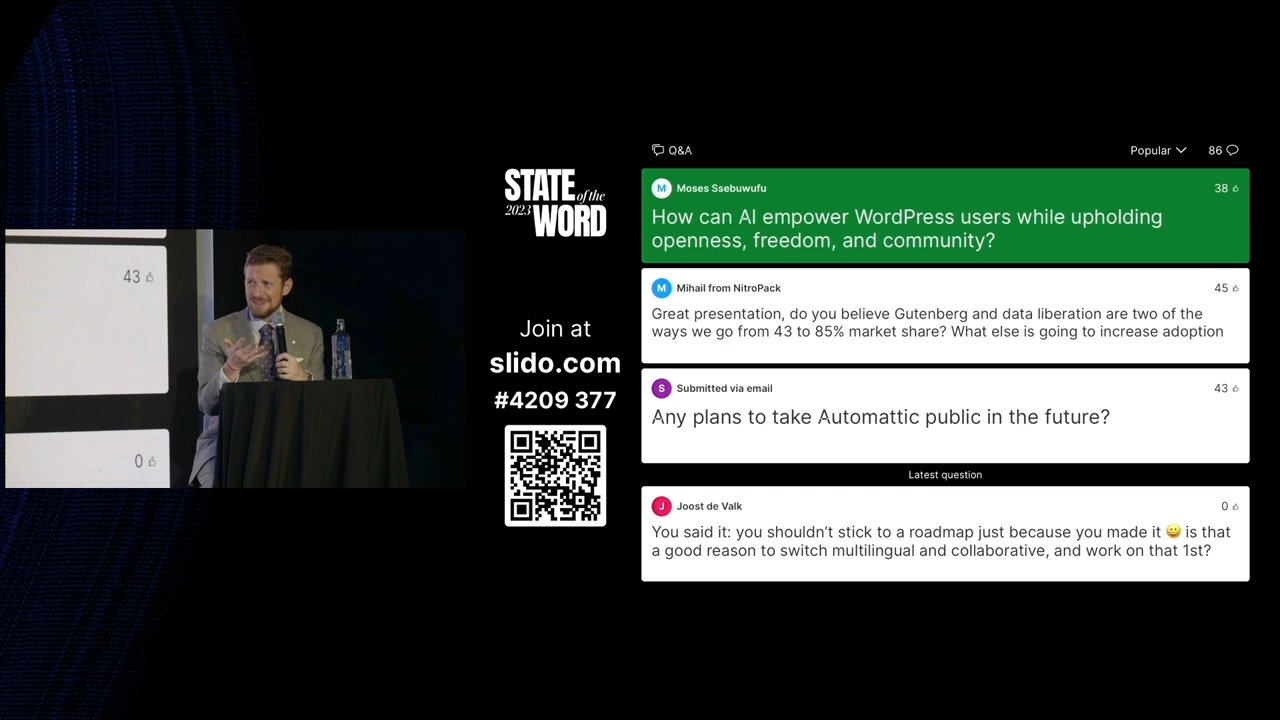 43
0
STATE of the
2023 WORD
Join at
slido.com
#4209 377
Q&A
Popular
86
M Moses Ssebuwufu
38
How can AI empower WordPress users while upholding
openness, freedom, and community?
M Mihail from NitroPack
45
Great presentation, do you believe Gutenberg and data liberation are two of the
ways we go from 43 to 85% market share? What else is going to increase adoption
S Submitted via email
43
Any plans to take Automattic public in the future?
Latest question
J Joost de Valk
0
You said it: you shouldn’t stick to a roadmap just because you made it 😀 is that
a good reason to switch multilingual and collaborative, and work on that 1st?